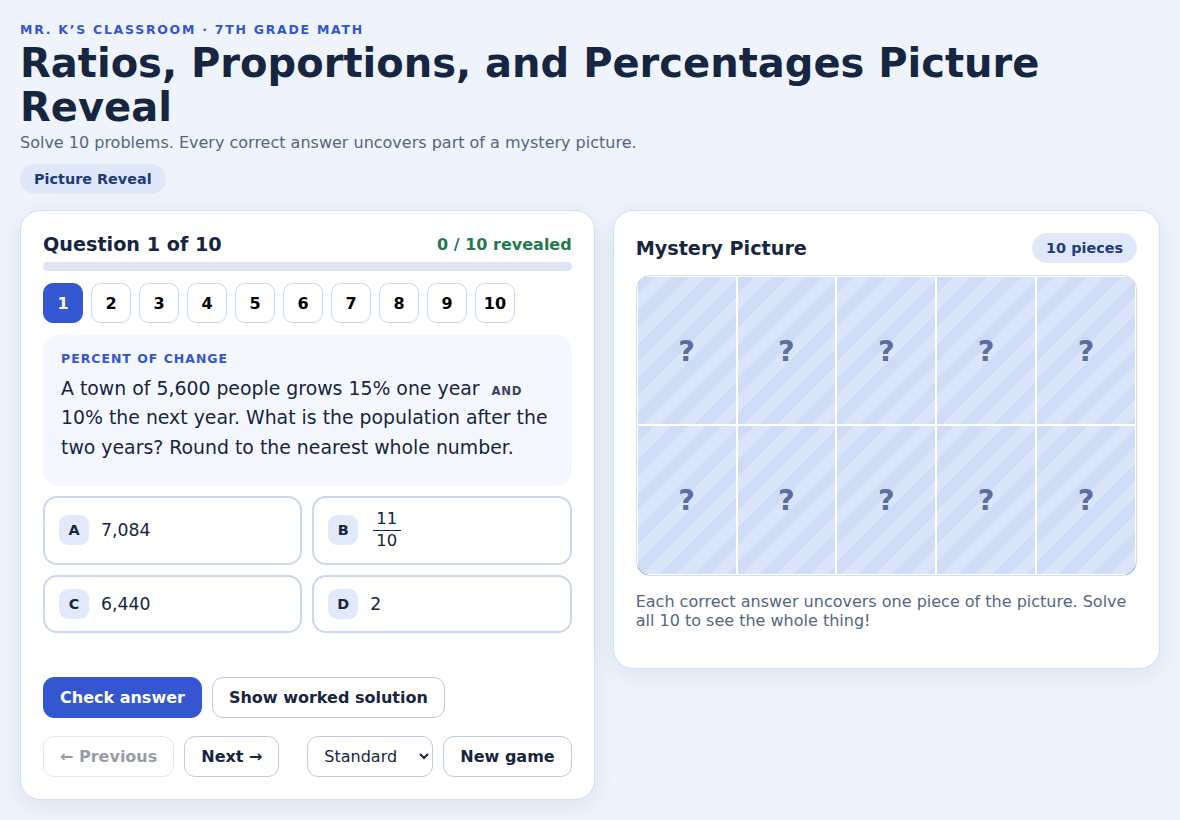 MR. K’S CLASSROOM · 7TH GRADE MATH
Ratios, Proportions, and Percentages Picture
Reveal
Solve 10 problems. Every correct answer uncovers part of a mystery picture.
Picture Reveal
Question 1 of 10
0 / 10 revealed
1 2 3 4 5 6 7 8 9 10
PERCENT OF CHANGE
A town of 5,600 people grows 15% one year AND
10% the next year. What is the population after the
two years? Round to the nearest whole number.
A 7,084
B 11/10
C 6,440
D 2
Check answer
Show worked solution
← Previous
Next →
Standard
New game
Mystery Picture
10 pieces
? ? ? ? ?
? ? ? ? ?
Each correct answer uncovers one piece of the picture. Solve
all 10 to see the whole thing!